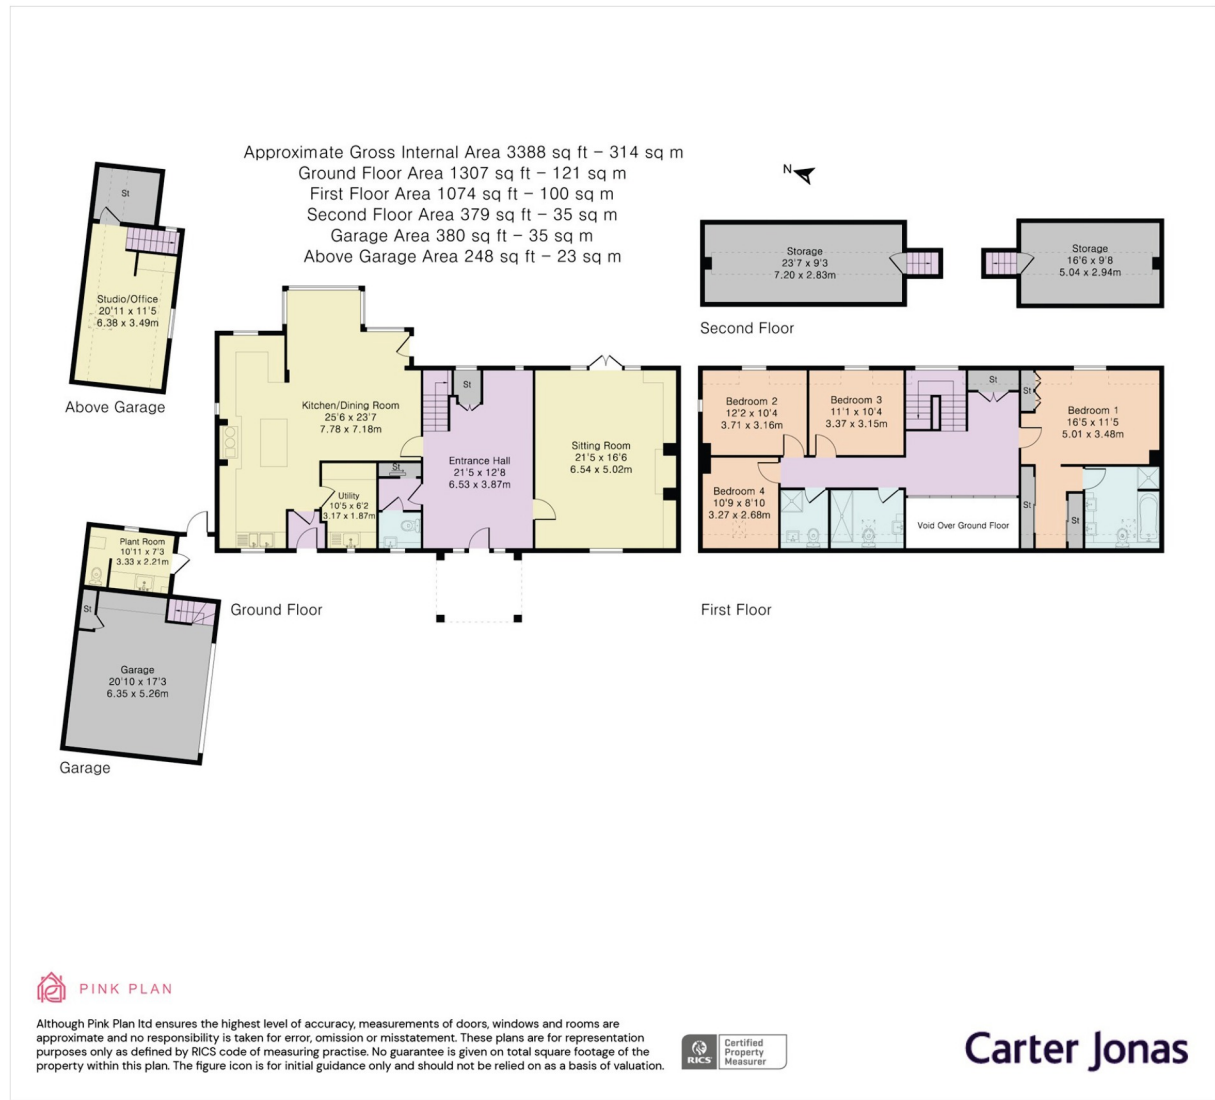 Approximate Gross Internal Area 3388 sq ft – 314 sq m
Ground Floor Area 1307 sq ft – 121 sq m
First Floor Area 1074 sq ft – 100 sq m
Second Floor Area 379 sq ft – 35 sq m
Garage Area 380 sq ft – 35 sq m
Above Garage Area 248 sq ft – 23 sq m
N
St
Studio/Office
20'11 x 11'5
6.38 x 3.49m
Above Garage
Storage
23'7 x 9'3
7.20 x 2.83m
Storage
16'6 x 9'8
5.04 x 2.94m
Second Floor
St
Kitchen/Dining Room
25'6 x 23'7
7.78 x 7.18m
Entrance Hall
21'5 x 12'8
6.53 x 3.87m
Sitting Room
21'5 x 16'6
6.54 x 5.02m
St
Utility
10'5 x 6'2
3.17 x 1.87m
Ground Floor
Bedroom 2
12'2 x 10'4
3.71 x 3.16m
Bedroom 3
11'1 x 10'4
3.37 x 3.15m
St
St
Bedroom 1
16'5 x 11'5
5.01 x 3.48m
Bedroom 4
10'9 x 8'10
3.27 x 2.68m
Void Over Ground Floor
St
St
First Floor
Plant Room
10'11 x 7'3
3.33 x 2.21m
St
Garage
20'10 x 17'3
6.35 x 5.26m
Garage
PINK PLAN
Although Pink Plan ltd ensures the highest level of accuracy, measurements of doors, windows and rooms are
approximate and no responsibility is taken for error, omission or misstatement. These plans are for representation
purposes only as defined by RICS code of measuring practise. No guarantee is given on total square footage of the
property within this plan. The figure icon is for initial guidance only and should not be relied on as a basis of valuation.
RICS
Certified
Property
Measurer
Carter Jonas